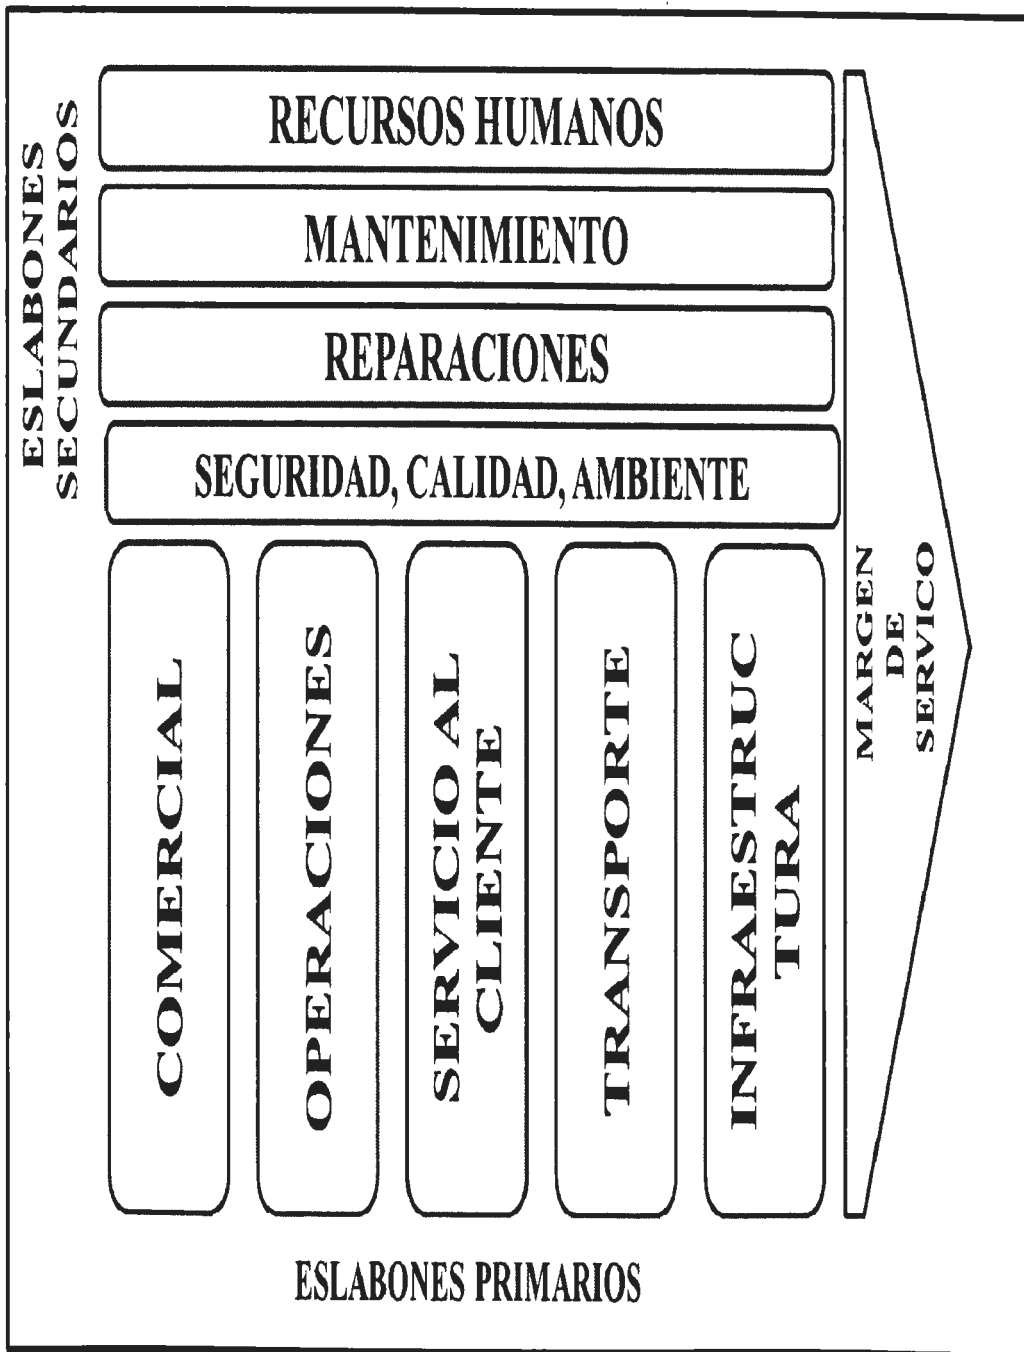 ESLABONES
SECUNDARIOS
RECURSOS HUMANOS
MANTENIMIENTO
REPARACIONES
SEGURIDAD, CALIDAD, AMBIENTE
COMERCIAL
OPERACIONES
SERVICIO AL
CLIENTE
TRANSPORTE
INFRAESTRUC
TURA
MARGEN
DE
SERVICO
ESLABONES PRIMARIOS